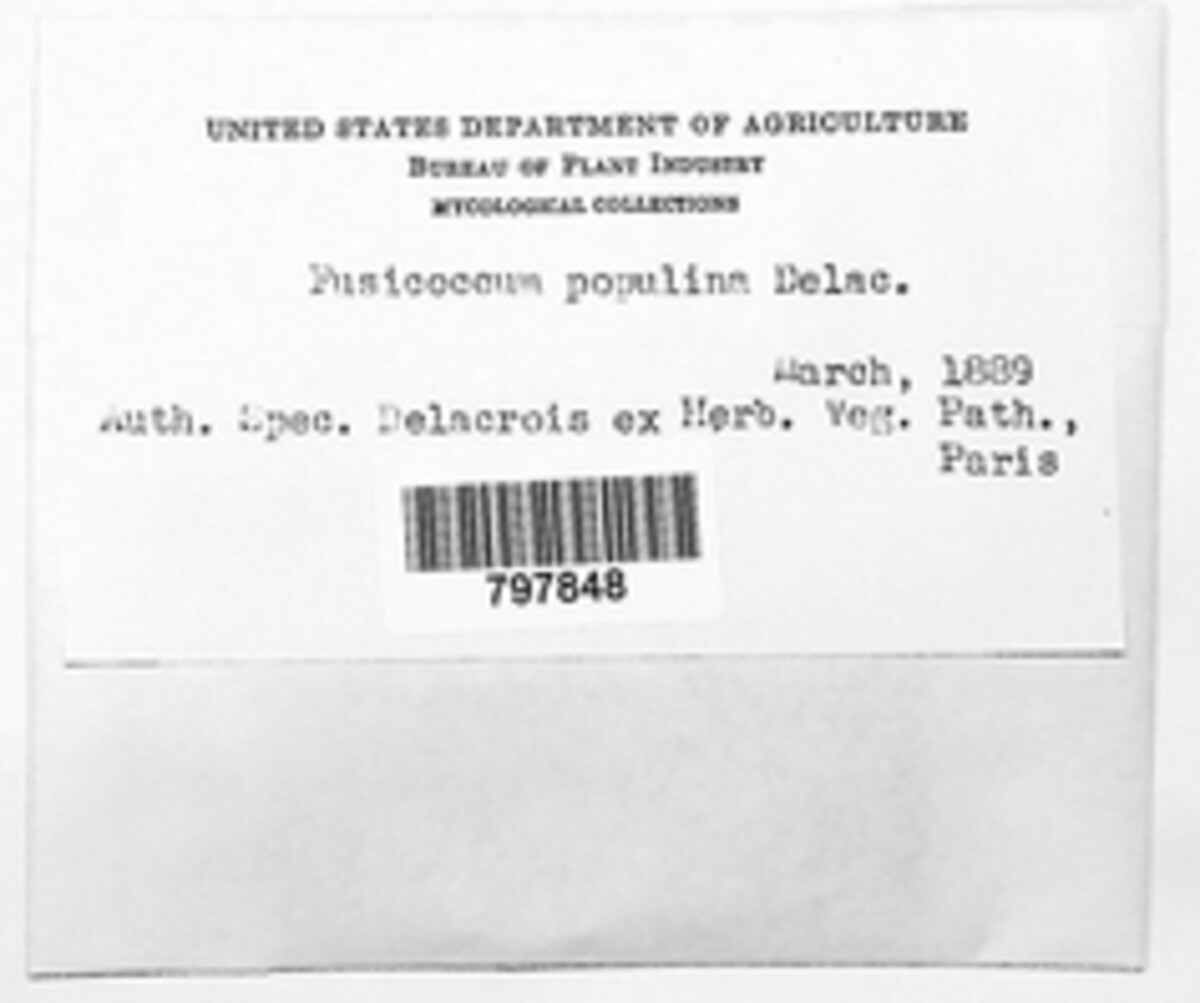 UNITED STATES DEPARTMENT OF AGRICULTURE
BUREAU OF PLANT INDUSTRY
MYCOLOGICAL COLLECTIONS
Fusicoccum populina Delac.
March, 1889
Auth. Spec. Delacrois ex Herb. Veg. Path.,
Paris
797848